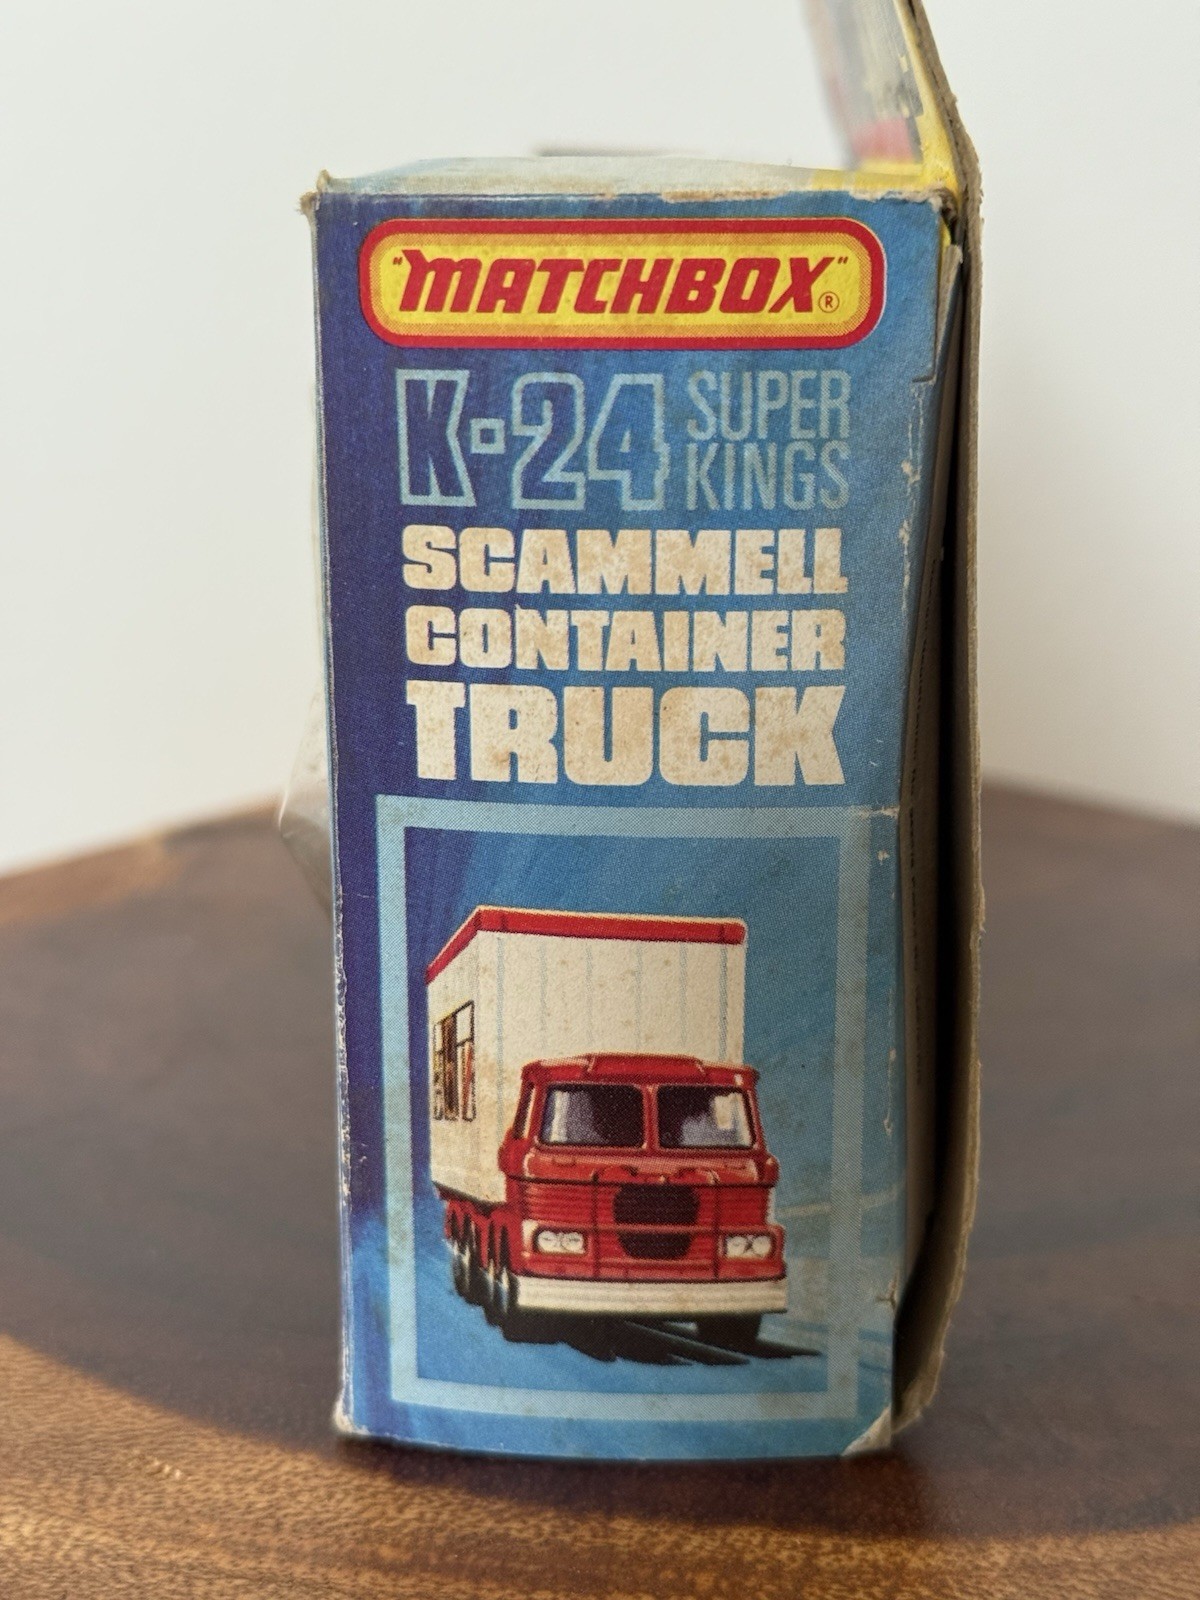 "MATCHBOX"®
K-24 SUPER KINGS
SCAMMELL
CONTAINER
TRUCK